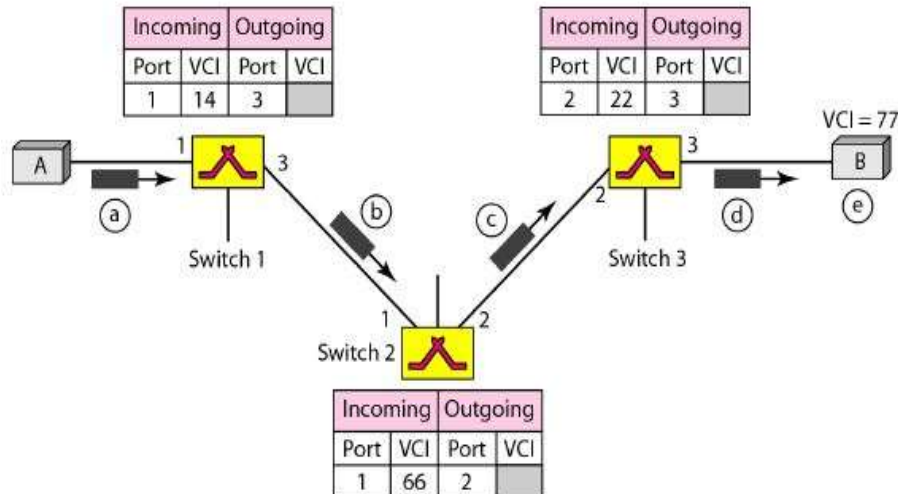 Incoming Outgoing
Port VCI Port VCI
1 14 3
Incoming Outgoing
Port VCI Port VCI
2 22 3
VCI = 77
A
1
3
a
Switch 1
b
c
3
2
Switch 3
d
B
e
1
2
Switch 2
Incoming Outgoing
Port VCI Port VCI
1 66 2